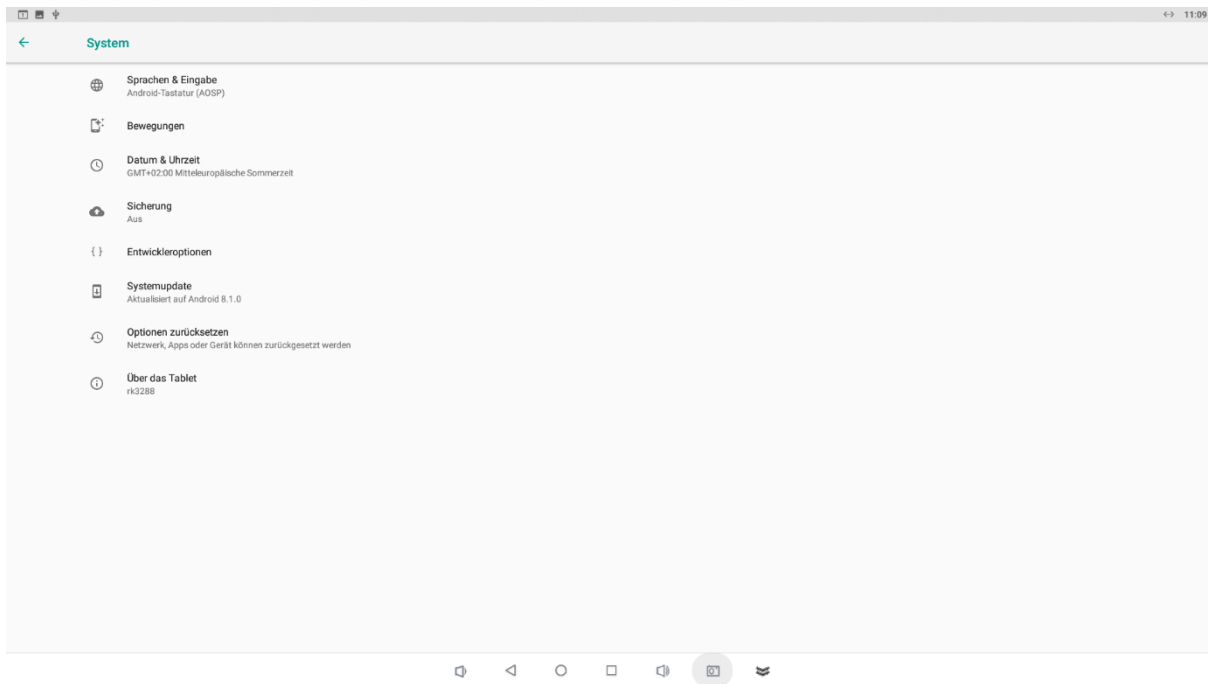 11:09
System
Sprachen & Eingabe
Android-Tastatur (AOSP)
Bewegungen
Datum & Uhrzeit
GMT+02:00 Mitteleuropäische Sommerzeit
Sicherung
Aus
{ }
Entwickleroptionen
Systemupdate
Aktualisiert auf Android 8.1.0
Optionen zurücksetzen
Netzwerk, Apps oder Gerät können zurückgesetzt werden
Über das Tablet
rk3288